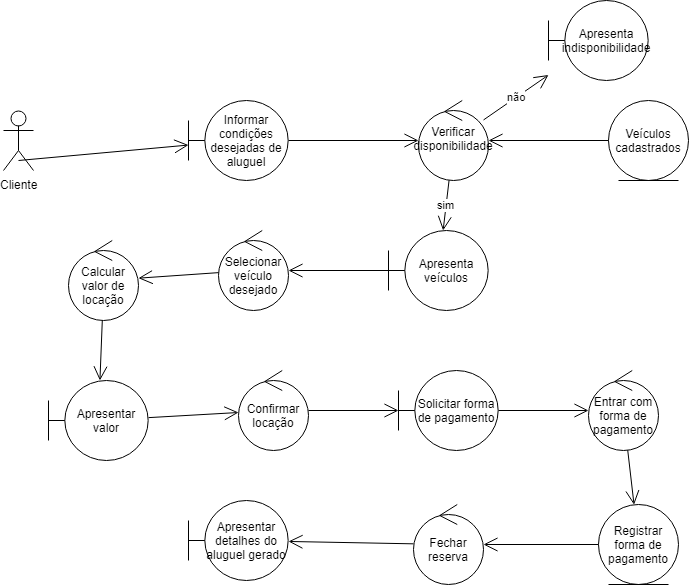 Apresenta
indisponibilidade
não
Cliente
Informar
condições
desejadas de
aluguel
Verificar
disponibilidade
Veículos
cadastrados
sim
Calcular
valor de
locação
Selecionar
veículo
desejado
Apresenta
veículos
Apresentar
valor
Confirmar
locação
Solicitar forma
de pagamento
Entrar com
forma de
pagamento
Apresentar
detalhes do
aluguel gerado
Fechar
reserva
Registrar
forma de
pagamento